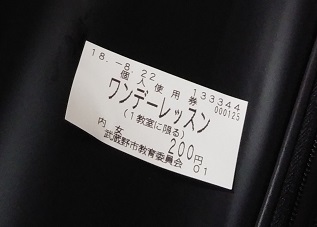 18.-8.22
個人使用券 133344
000125
ワンデーレッスン
(1教室に限る)
内 女 200円
武蔵野市教育委員会 01